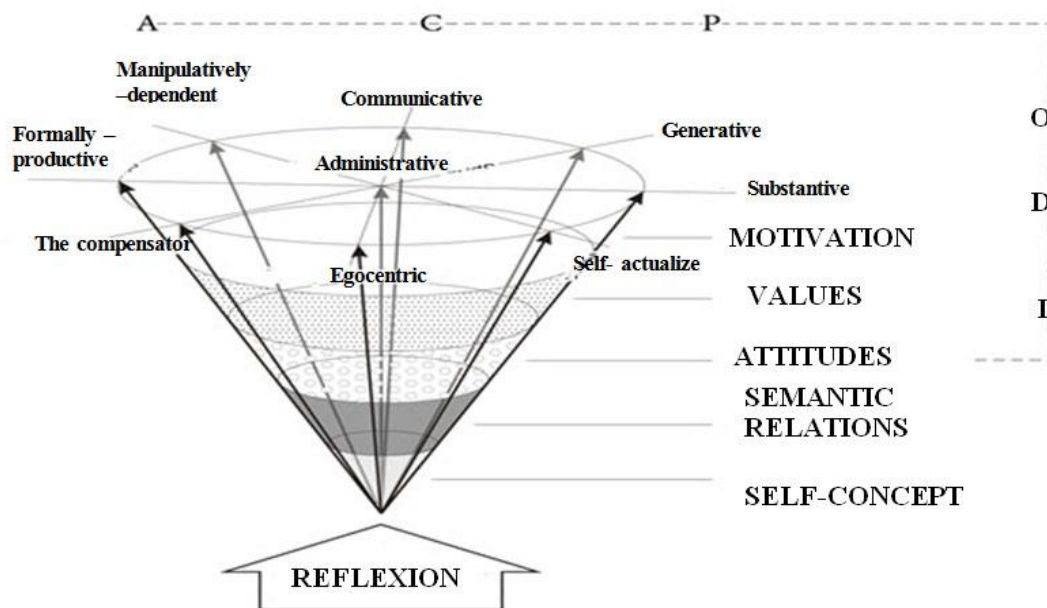 A C P
Manipulatively
–dependent
Communicative
O
Generative
Formally –
productive
Administrative
Substantive
D
The compensator
MOTIVATION
Self- actualize
Egocentric
VALUES
I
ATTITUDES
SEMANTIC
RELATIONS
SELF-CONCEPT
REFLEXION